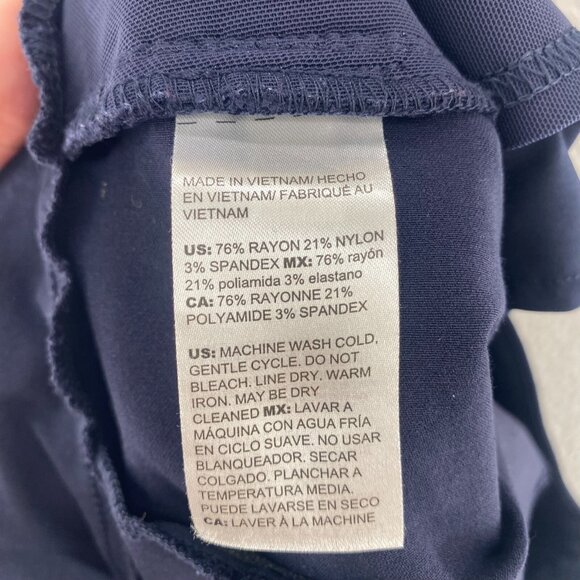 MADE IN VIETNAM/ HECHO
EN VIETNAM/ FABRIQUÉ AU
VIETNAM
US: 76% RAYON 21% NYLON
3% SPANDEX MX: 76% rayón
21% poliamida 3% elastano
CA: 76% RAYONNE 21%
POLYAMIDE 3% SPANDEX
US: MACHINE WASH COLD,
GENTLE CYCLE. DO NOT
BLEACH. LINE DRY. WARM
IRON. MAY BE DRY
CLEANED MX: LAVAR A
MÁQUINA CON AGUA FRÍA
EN CICLO SUAVE. NO USAR
BLANQUEADOR. SECAR
COLGADO. PLANCHAR A
TEMPERATURA MEDIA.
PUEDE LAVARSE EN SECO
CA: LAVER À LA MACHINE